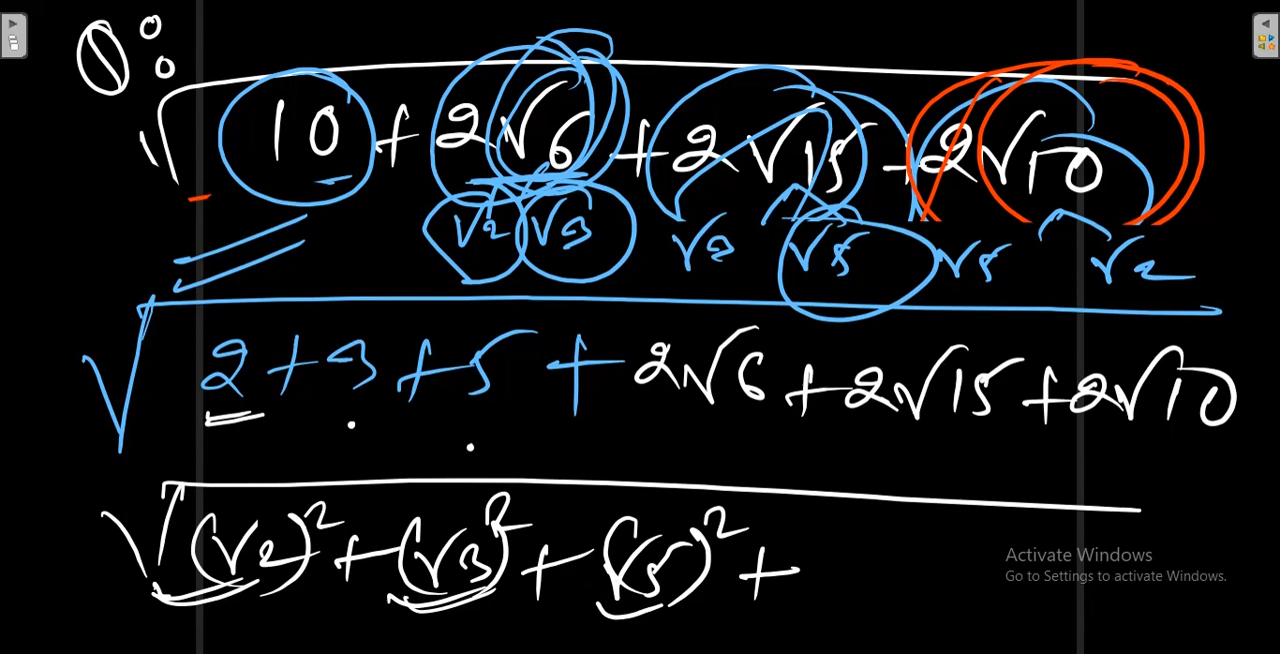 Q:
√10 + 2√6 + 2√15 + 2√10
√2 √3 √3 √5 √5 √2
√2 + 3 + 5 + 2√6 + 2√15 + 2√10
√(√2)² + (√3)² + (√5)² +
Activate Windows
Go to Settings to activate Windows.